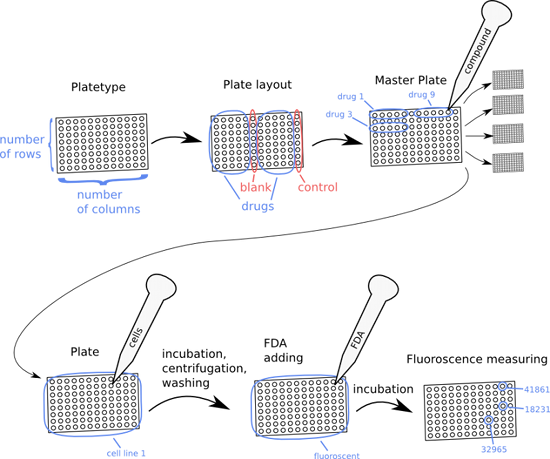 Platetype
number
of rows
number
of columns
Plate layout
blank
control
drugs
Master Plate
drug 1
drug 9
drug 3
compound
Plate
cells
cell line 1
incubation,
centrifugation,
washing
FDA
adding
FDA
fluoroscent
incubation
Fluoroscence measuring
41861
18231
32965